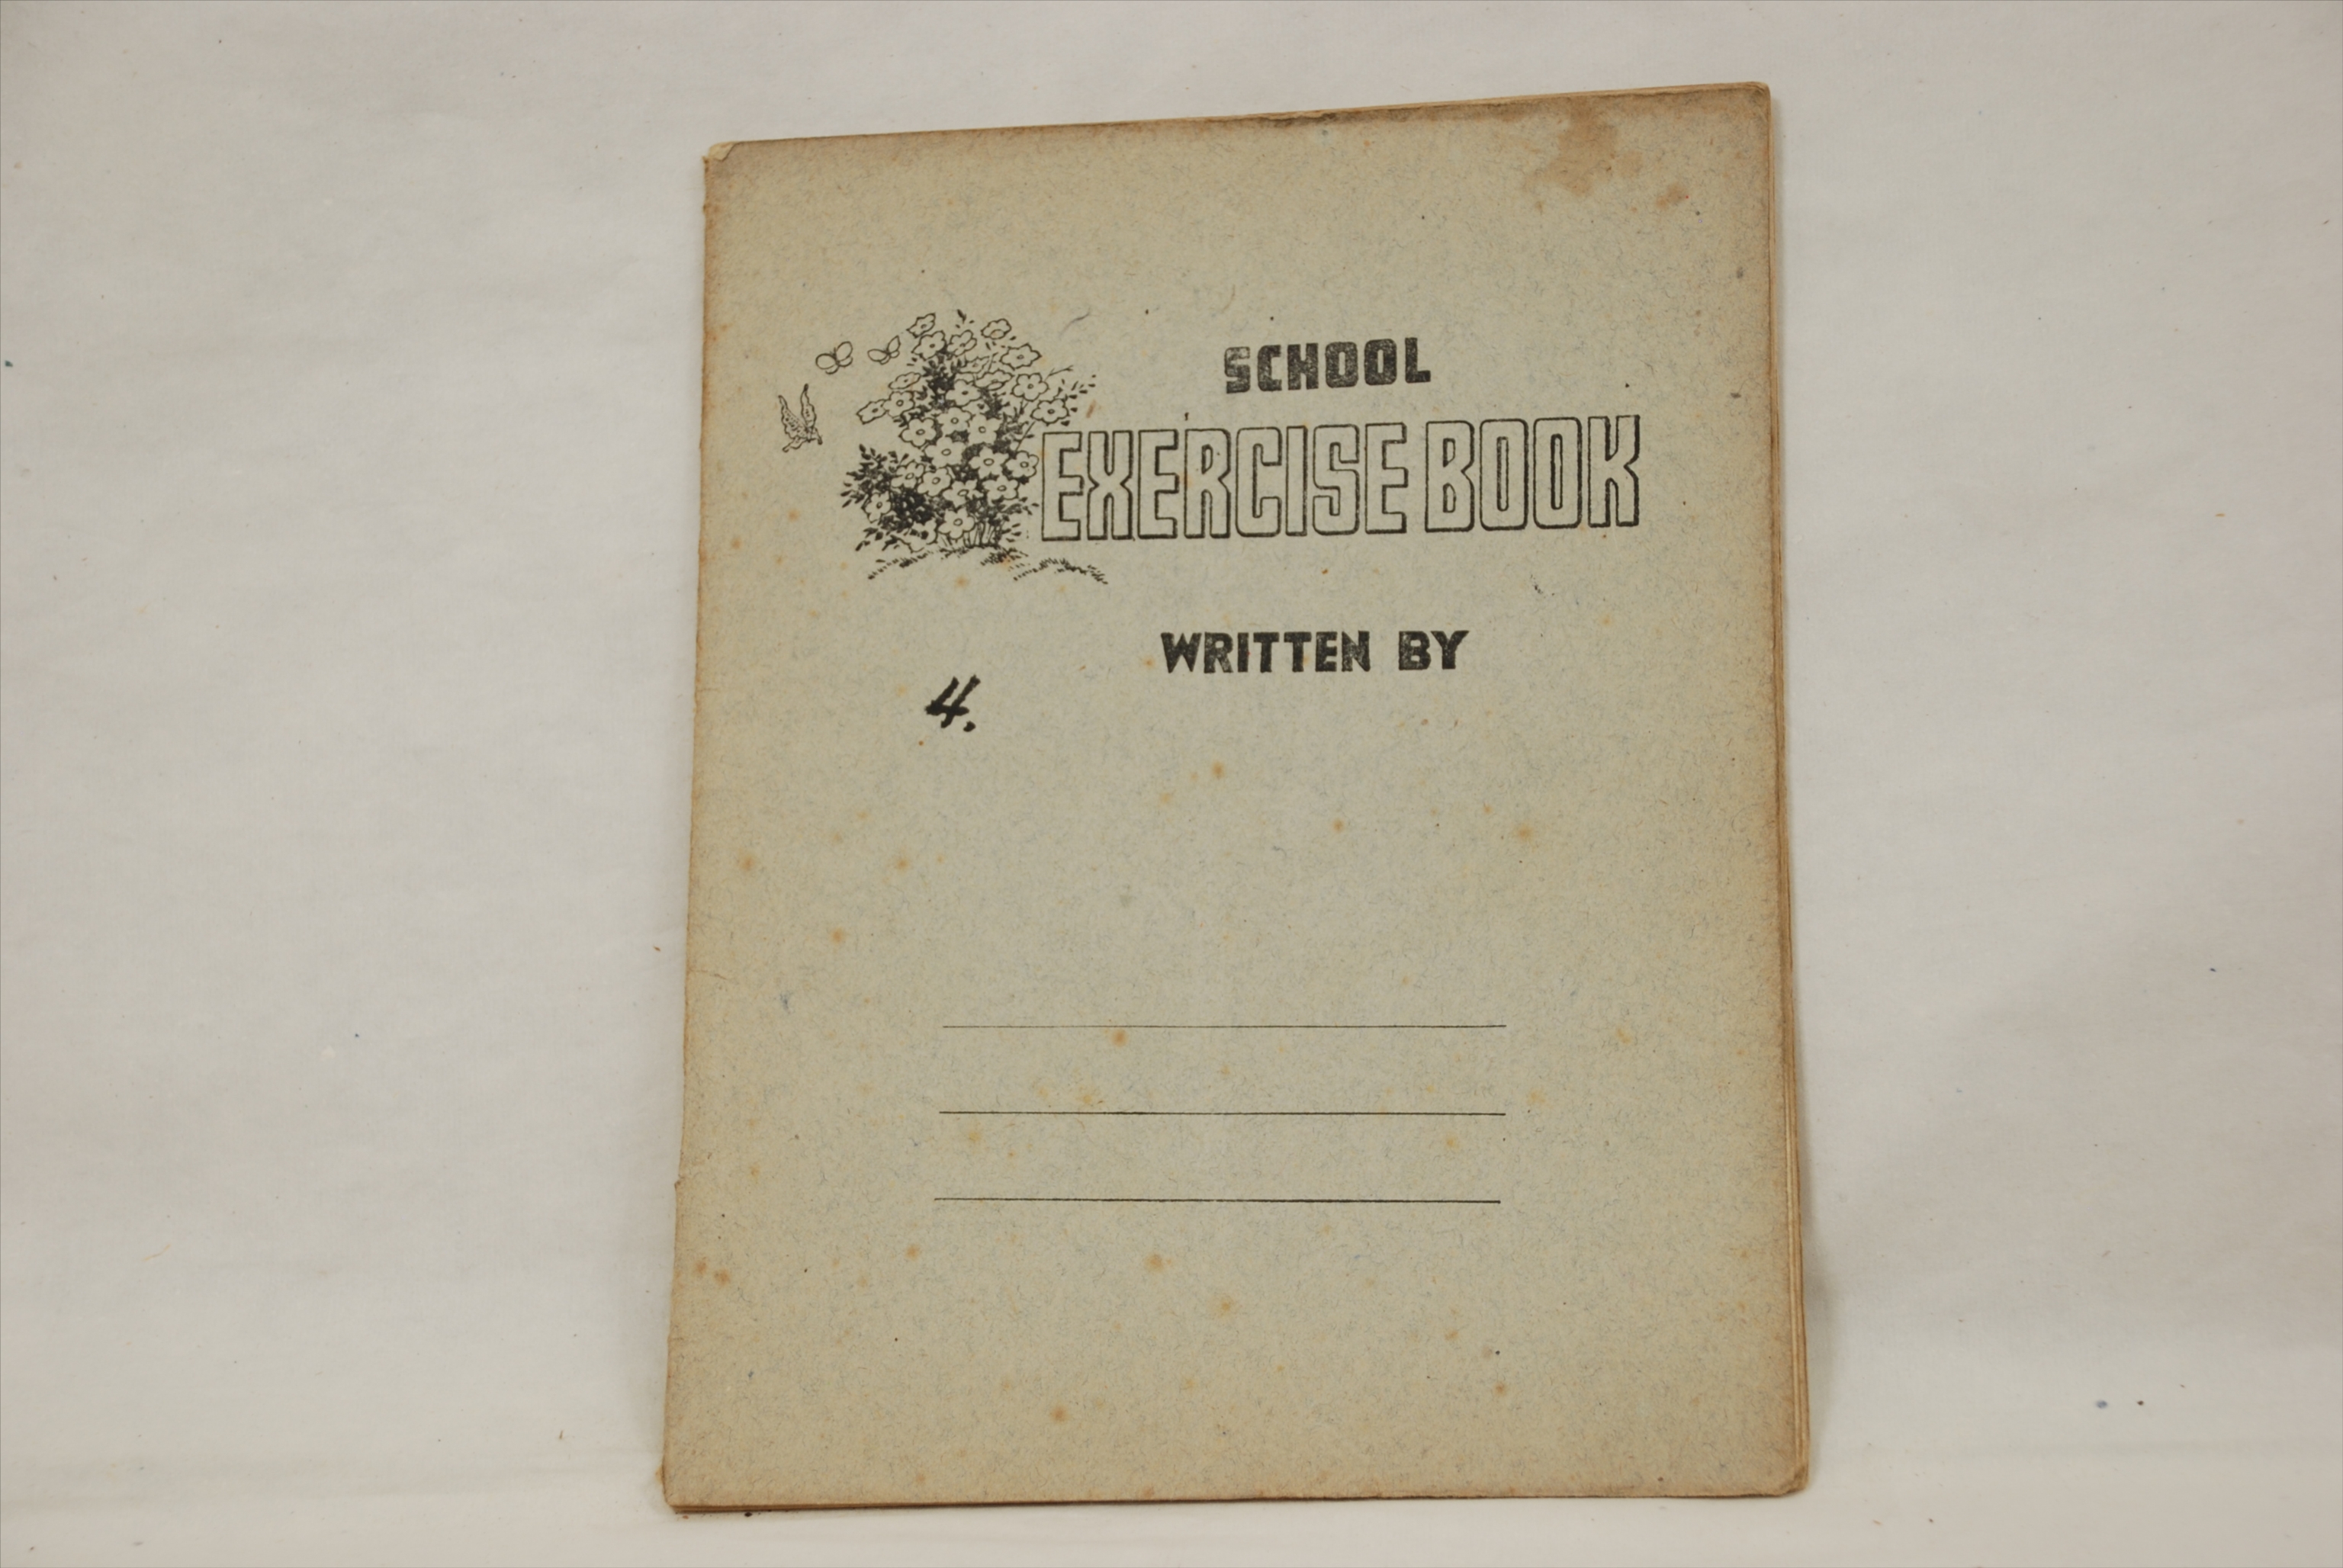 SCHOOL
EXERCISE BOOK
WRITTEN BY
4.